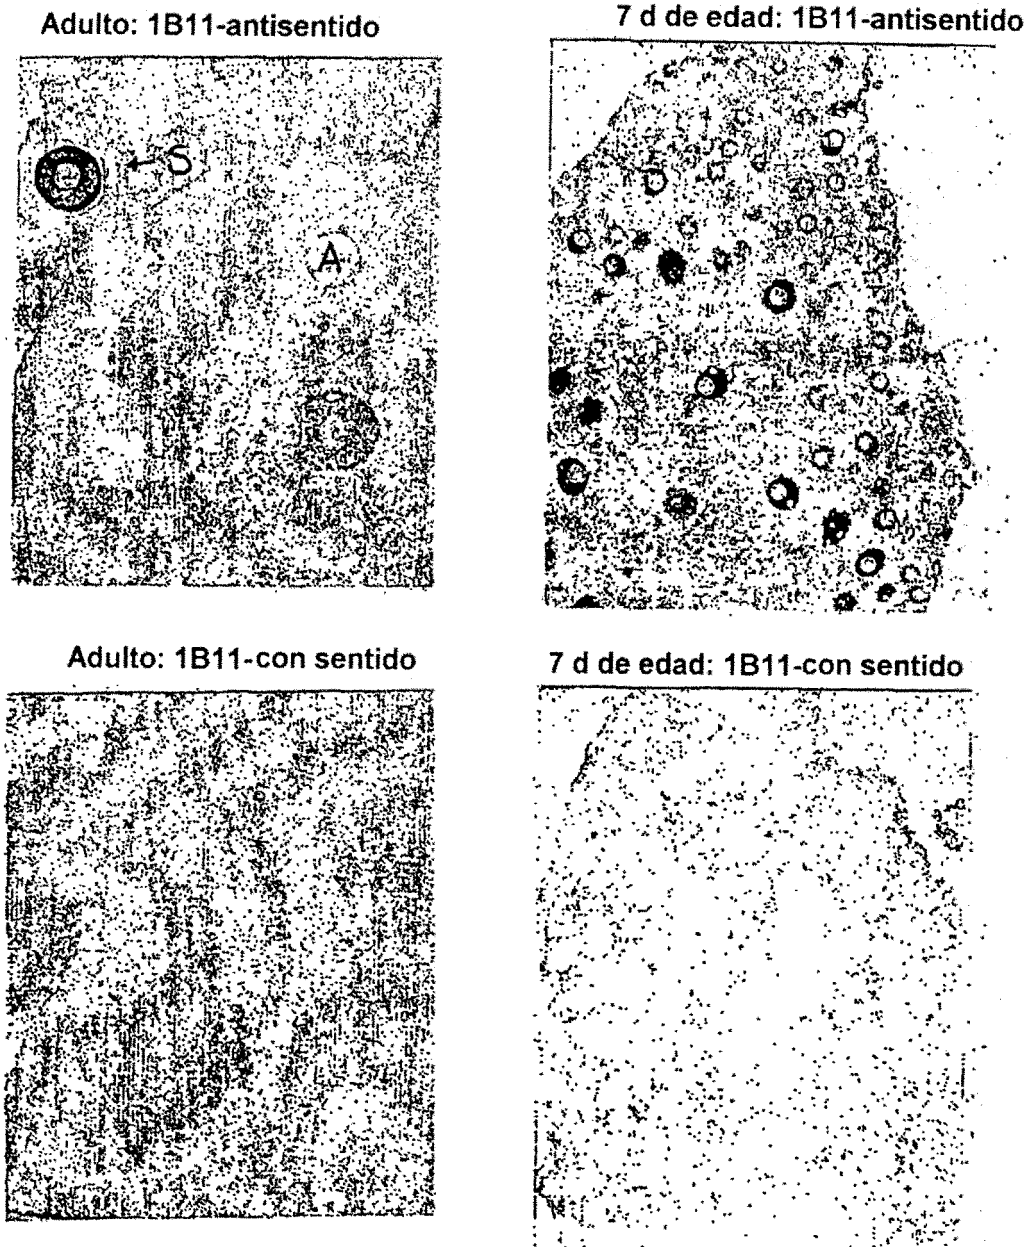 Adulto: 1B11-antisentido
7 d de edad: 1B11-antisentido
S
A
Adulto: 1B11-con sentido
7 d de edad: 1B11-con sentido